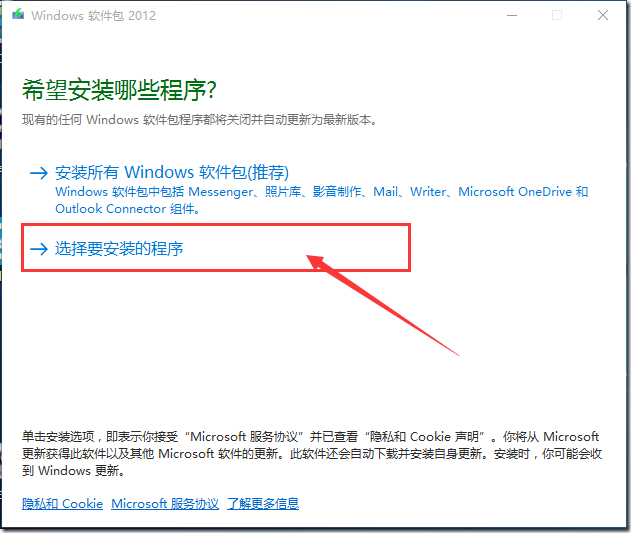 Windows 软件包 2012
希望安装哪些程序?
现有的任何 Windows 软件包程序都将关闭并自动更新为最新版本。
安装所有 Windows 软件包(推荐)
Windows 软件包中包括 Messenger、照片库、影音制作、Mail、Writer、Microsoft OneDrive 和
Outlook Connector 组件。
选择要安装的程序
单击安装选项，即表示你接受“Microsoft 服务协议”并已查看“隐私和 Cookie 声明”。你将从 Microsoft
更新获得此软件以及其他 Microsoft 软件的更新。此软件还会自动下载并安装自身更新。安装时，你可能会收
到 Windows 更新。
隐私和 Cookie Microsoft 服务协议 了解更多信息